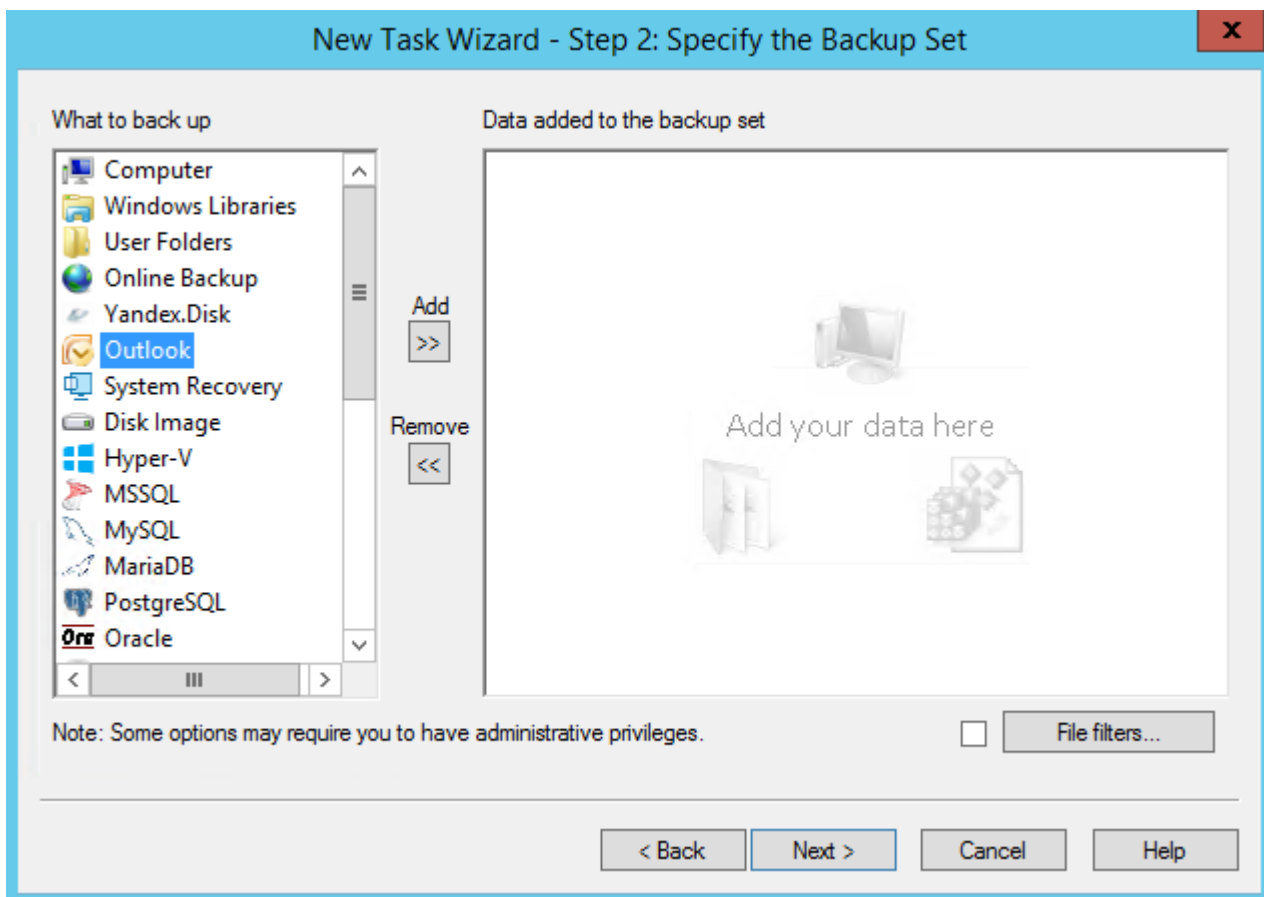 New Task Wizard - Step 2: Specify the Backup Set
x
What to back up
Data added to the backup set
Computer
Windows Libraries
User Folders
Online Backup
Yandex.Disk
Outlook
System Recovery
Disk Image
Hyper-V
MSSQL
MySQL
MariaDB
PostgreSQL
Ora Oracle
Add
>>
Remove
<<
Add your data here
Note: Some options may require you to have administrative privileges.
File filters...
< Back
Next >
Cancel
Help